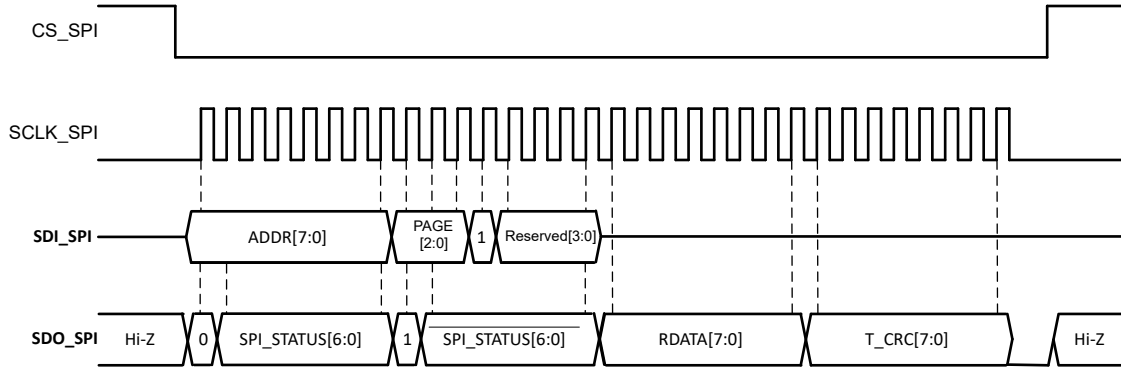 CS_SPI
SCLK_SPI
SDI_SPI
ADDR[7:0]
PAGE
[2:0]
1
Reserved[3:0]
SDO_SPI
Hi-Z
0
SPI_STATUS[6:0]
1
SPI_STATUS[6:0]
RDATA[7:0]
T_CRC[7:0]
Hi-Z